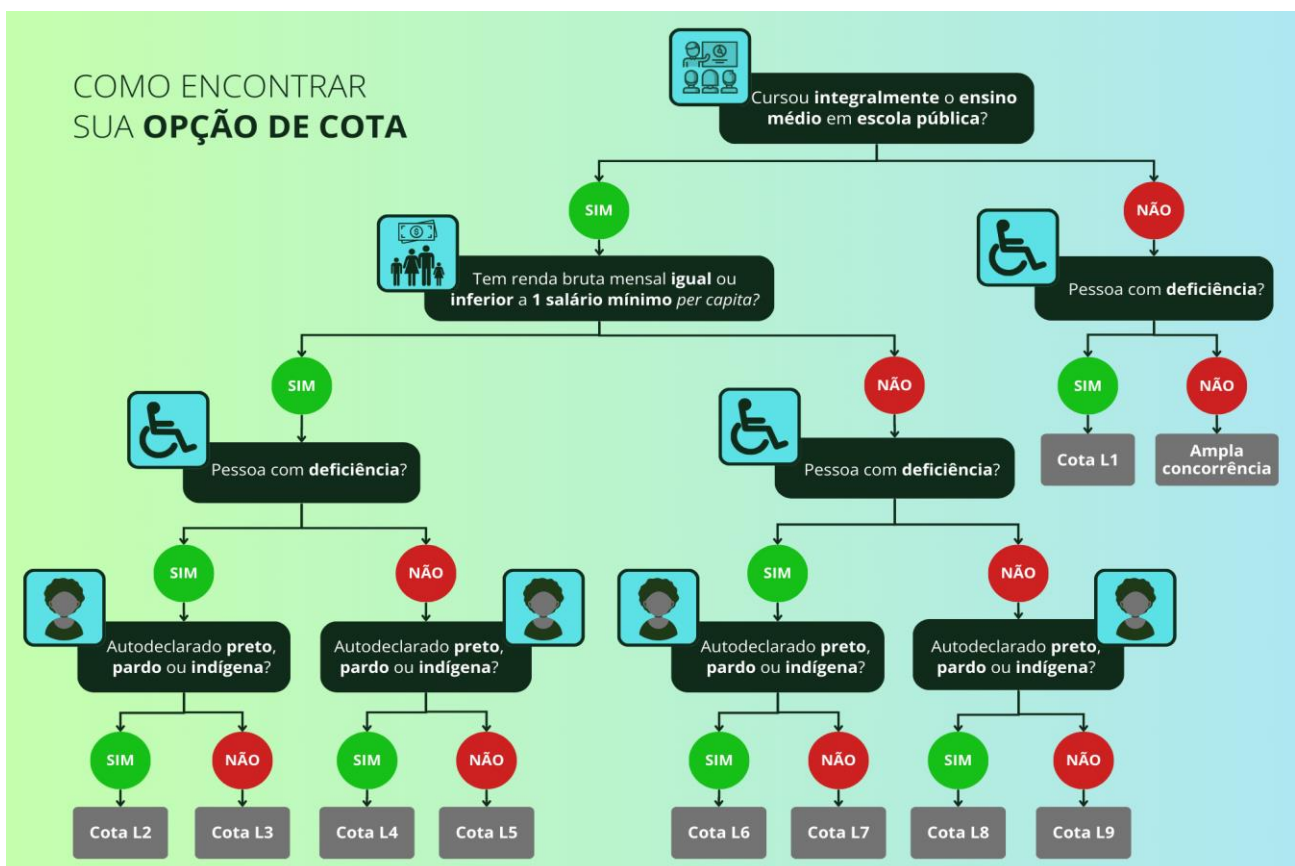 COMO ENCONTRAR
SUA OPÇÃO DE COTA
Cursou integralmente o ensino
médio em escola pública?
SIM
NÃO
Tem renda bruta mensal igual ou
inferior a 1 salário mínimo per capita?
Pessoa com deficiência?
SIM
NÃO
SIM
NÃO
Cota L1
Ampla
concorrência
Pessoa com deficiência?
Pessoa com deficiência?
SIM
NÃO
SIM
NÃO
Autodeclarado preto,
pardo ou indígena?
Autodeclarado preto,
pardo ou indígena?
Autodeclarado preto,
pardo ou indígena?
Autodeclarado preto,
pardo ou indígena?
SIM
NÃO
SIM
NÃO
SIM
NÃO
SIM
NÃO
Cota L2
Cota L3
Cota L4
Cota L5
Cota L6
Cota L7
Cota L8
Cota L9